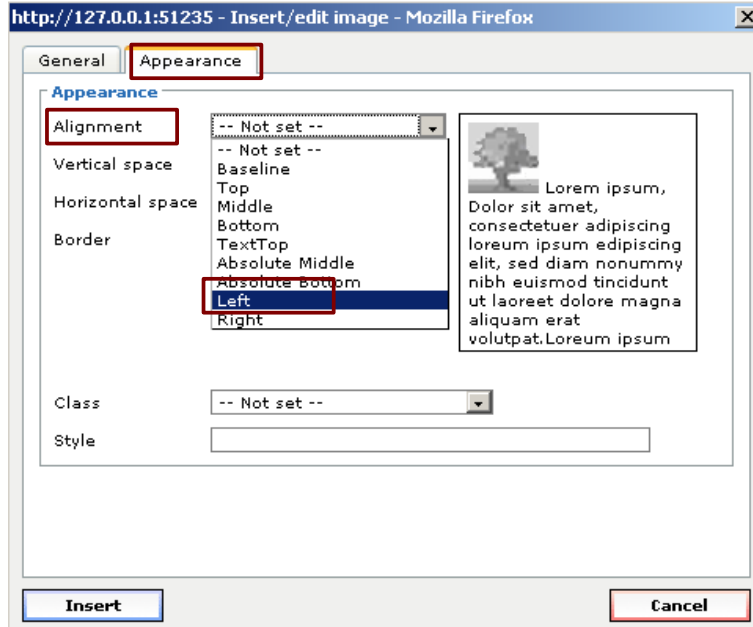 http://127.0.0.1:51235 - Insert/edit image - Mozilla Firefox
General
Appearance
Appearance
Alignment
-- Not set --
-- Not set --
Baseline
Top
Middle
Bottom
TextTop
Absolute Middle
Absolute Bottom
Left
Right
Vertical space
Horizontal space
Border
Lorem ipsum,
Dolor sit amet,
consectetuer adipiscing
loreum ipsum edipiscing
elit, sed diam nonummy
nibh euismod tincidunt
ut laoreet dolore magna
aliquam erat
volutpat.Loreum ipsum
Class
-- Not set --
Style
Insert
Cancel